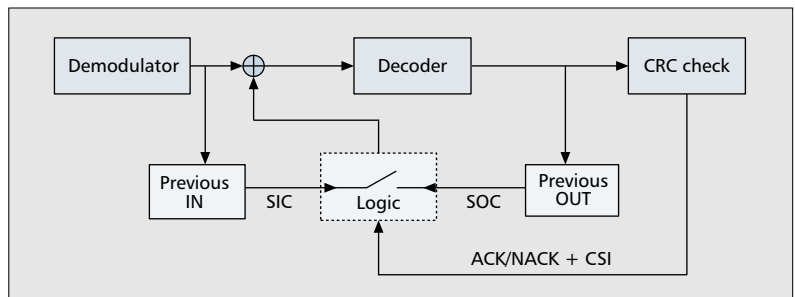 Demodulator
Decoder
CRC check
Previous
IN
SIC
Logic
SOC
Previous
OUT
ACK/NACK + CSI